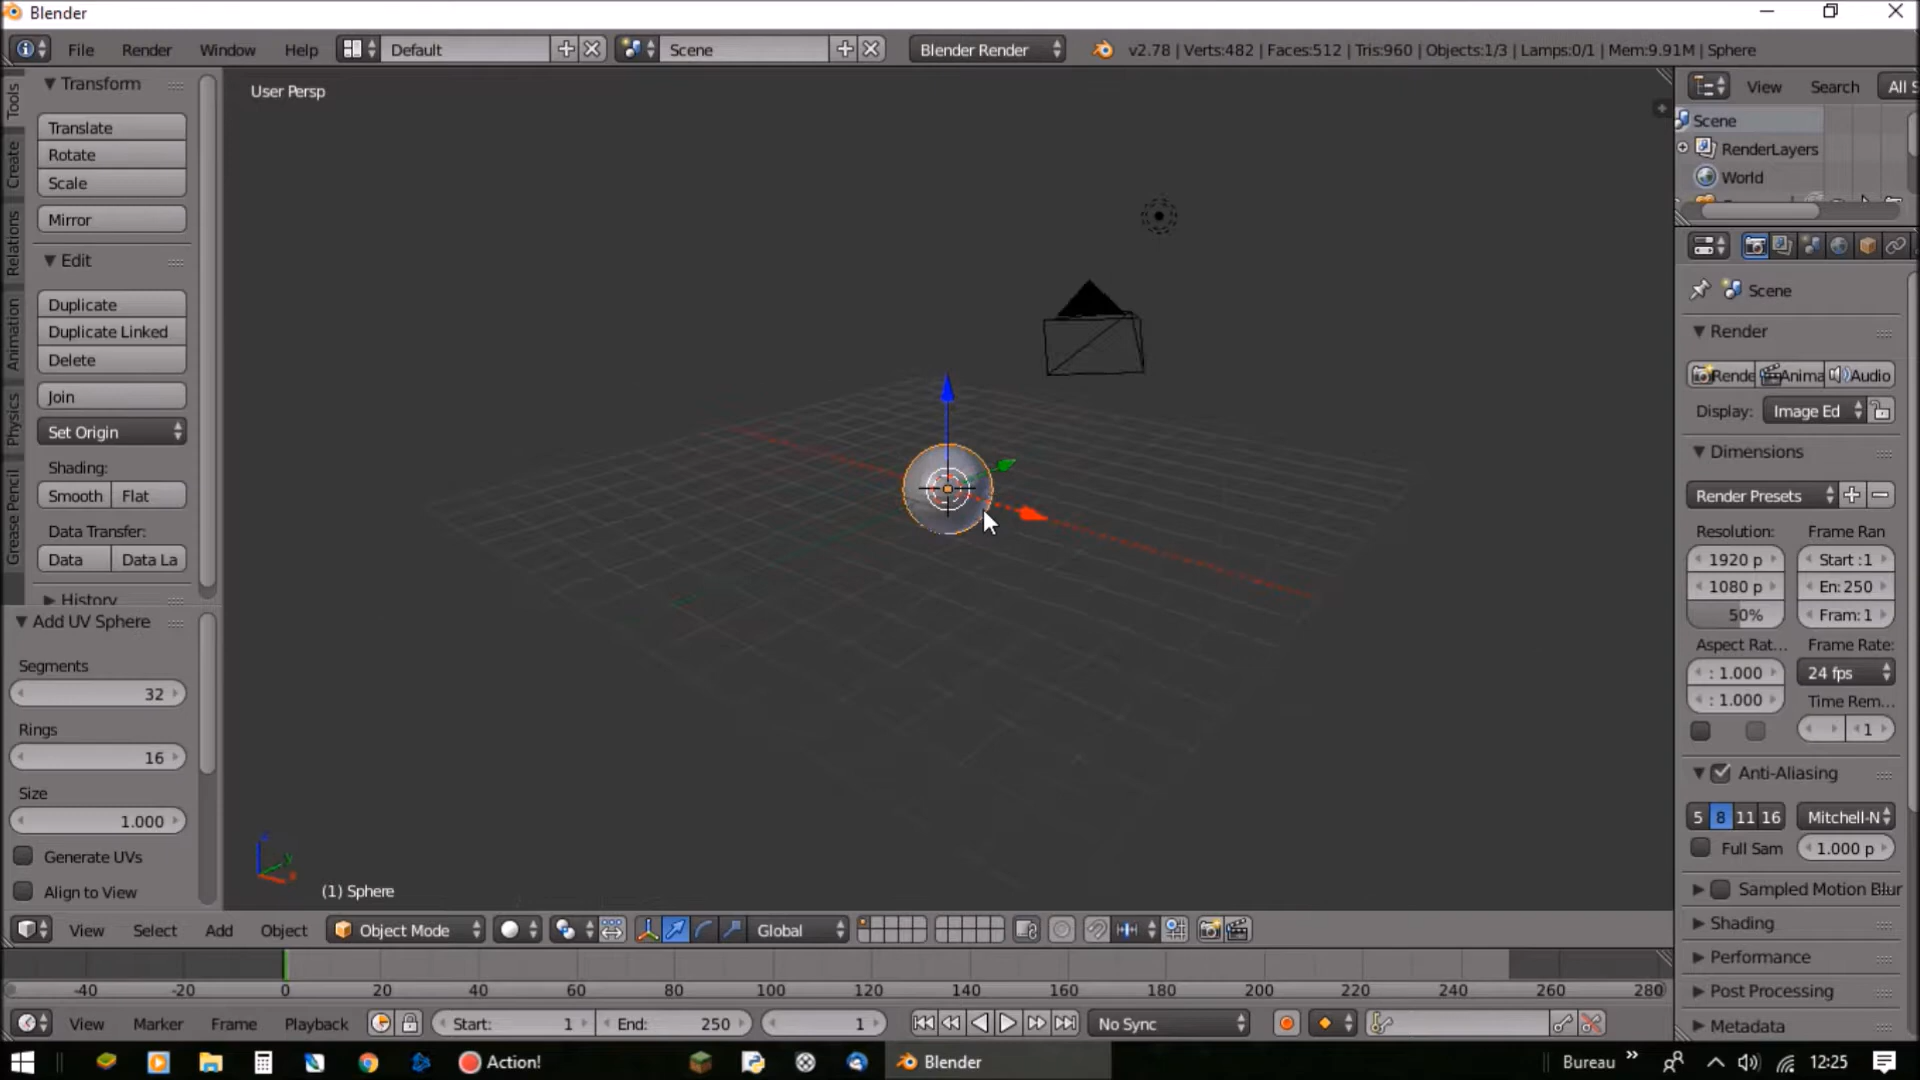 Blender
File Render Window Help Default Scene Blender Render v2.78 | Verts:482 | Faces:512 | Tris:960 | Objects:1/3 | Lamps:0/1 | Mem:9.91M | Sphere
Tools
Create
Relations
Animation
Physics
Grease Pencil
Transform
Translate
Rotate
Scale
Mirror
Edit
Duplicate
Duplicate Linked
Delete
Join
Set Origin
Shading:
Smooth Flat
Data Transfer:
Data Data La
History
Add UV Sphere
Segments
32
Rings
16
Size
1.000
Generate UVs
Align to View
User Persp
(1) Sphere
View Search All S
Scene
RenderLayers
World
Scene
Render
Rende Anima Audio
Display: Image Ed
Dimensions
Render Presets
Resolution: Frame Ran
1920 p Start :1
1080 p En: 250
50% Fram: 1
Aspect Rat... Frame Rate:
: 1.000 24 fps
: 1.000 Time Rem...
1
Anti-Aliasing
5 8 11 16 Mitchell-N
Full Sam 1.000 p
Sampled Motion Blur
Shading
Performance
Post Processing
Metadata
View Select Add Object Object Mode Global
-40 -20 0 20 40 60 80 100 120 140 160 180 200 220 240 260 280
View Marker Frame Playback Start: 1 End: 250 1 No Sync
Action! Blender Bureau » 12:25